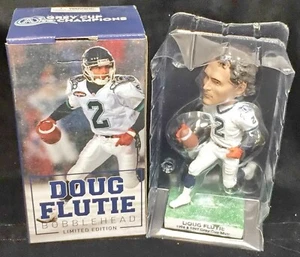 GREY CUP
CHAMPIONS
2
DOUG
FLUTIE
BOBBLEHEAD
LIMITED EDITION
2
DOUG FLUTIE